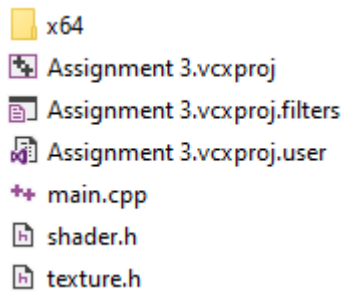 x64
Assignment 3.vcxproj
Assignment 3.vcxproj.filters
Assignment 3.vcxproj.user
main.cpp
shader.h
texture.h